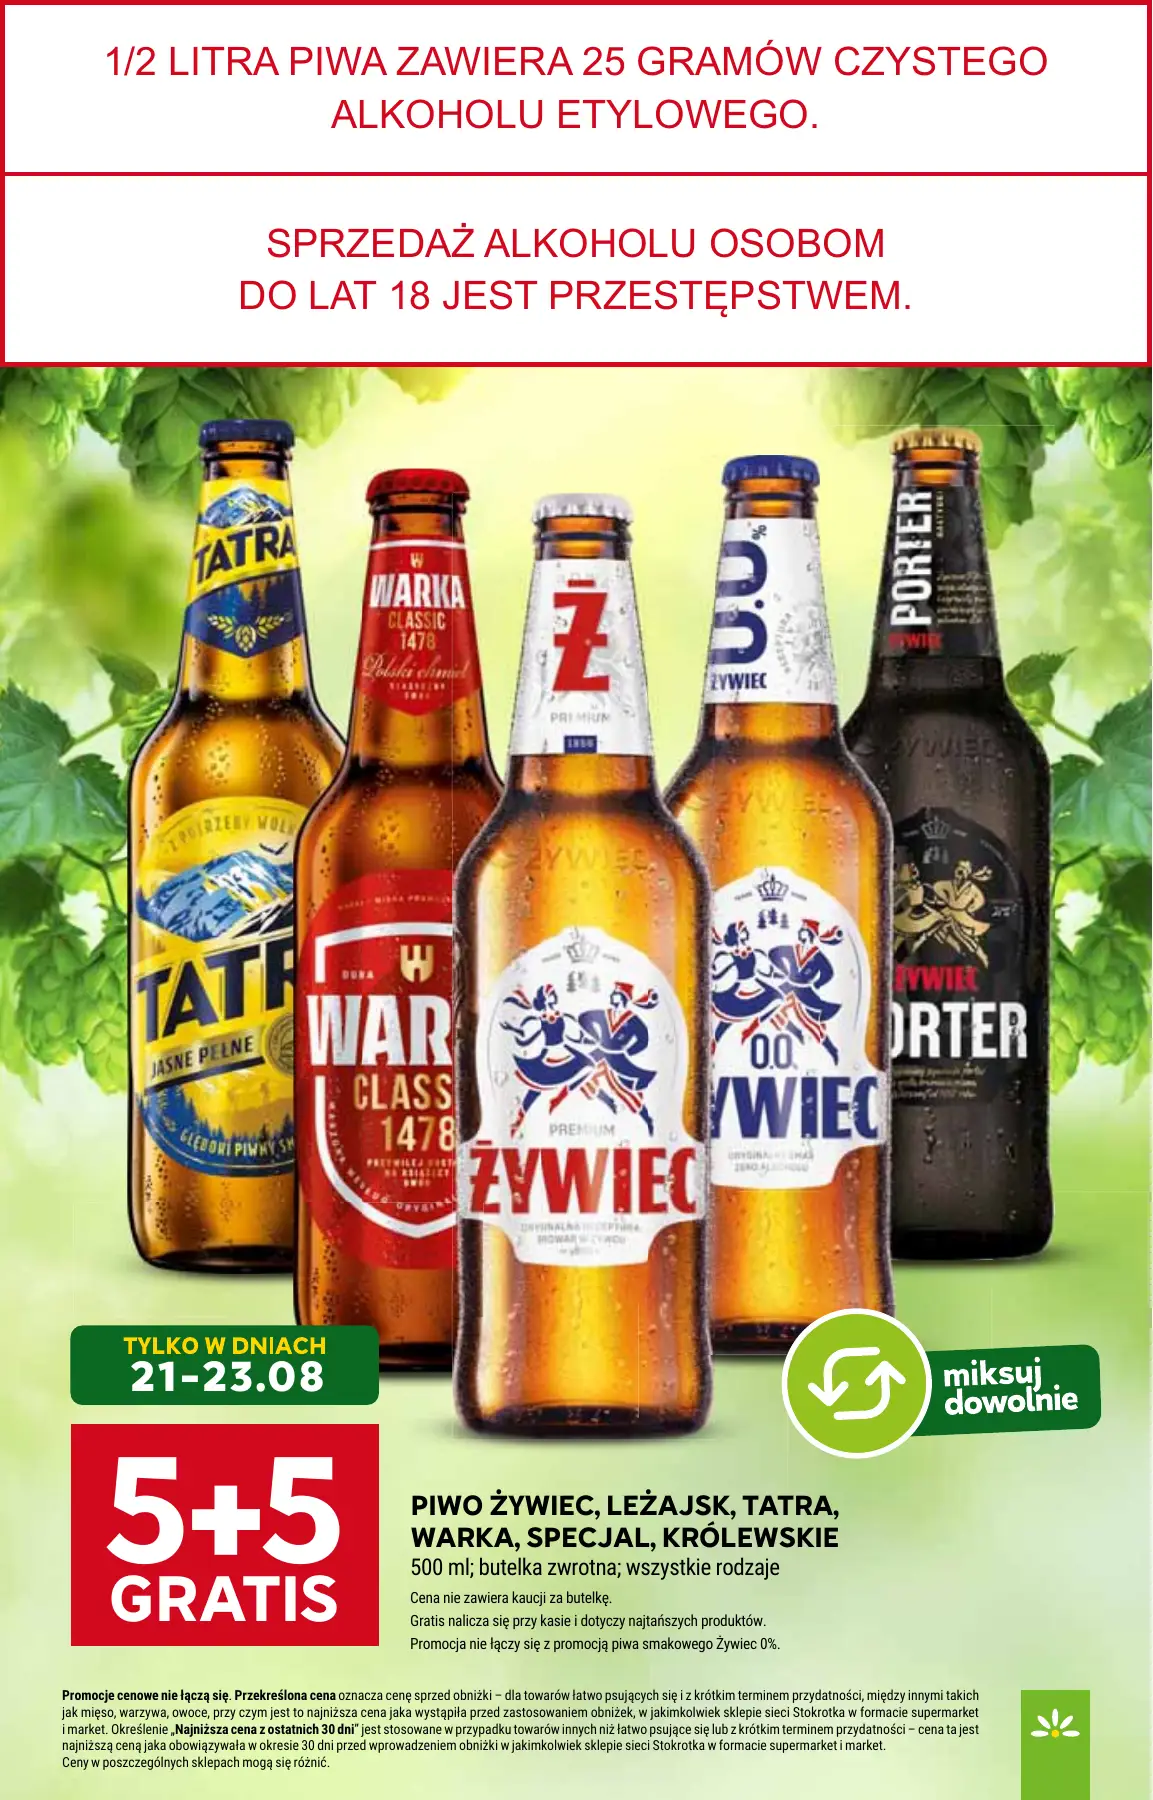 1/2 LITRA PIWA ZAWIERA 25 GRAMÓW CZYSTEGO
ALKOHOLU ETYLOWEGO.
SPRZEDAŻ ALKOHOLU OSOBOM
DO LAT 18 JEST PRZESTĘPSTWEM.
TATRA
WARKA
CLASSIC
1478
Polski chmiel
Ż
PREMIUM
1856
0.0%
ŻYWIEC
PORTER
ŻYWIEC
TATR
JASNE PEŁNE
GŁĘBOKI PIWNY
WAR
CLASS
1478
PREMIUM
ŻYWIEC
0.0
YWIEC
ŻYWIEC
ORTER
TYLKO W DNIACH
21-23.08
miksuj
dowolnie
5+5
GRATIS
PIWO ŻYWIEC, LEŻAJSK, TATRA,
WARKA, SPECJAL, KRÓLEWSKIE
500 ml; butelka zwrotna; wszystkie rodzaje
Cena nie zawiera kaucji za butelkę.
Gratis nalicza się przy kasie i dotyczy najtańszych produktów.
Promocja nie łączy się z promocją piwa smakowego Żywiec 0%.
Promocje cenowe nie łączą się. Przekreślona cena oznacza cenę sprzed obniżki – dla towarów łatwo psujących się i z krótkim terminem przydatności, między innymi takich
jak mięso, warzywa, owoce, przy czym jest to najniższa cena jaka wystąpiła przed zastosowaniem obniżek, w jakimkolwiek sklepie sieci Stokrotka w formacie supermarket
i market. Określenie „Najniższa cena z ostatnich 30 dni” jest stosowane w przypadku towarów innych niż łatwo psujące się lub z krótkim terminem przydatności – cena ta jest
najniższą ceną jaka obowiązywała w okresie 30 dni przed wprowadzeniem obniżki w jakimkolwiek sklepie sieci Stokrotka w formacie supermarket i market.
Ceny w poszczególnych sklepach mogą się różnić.